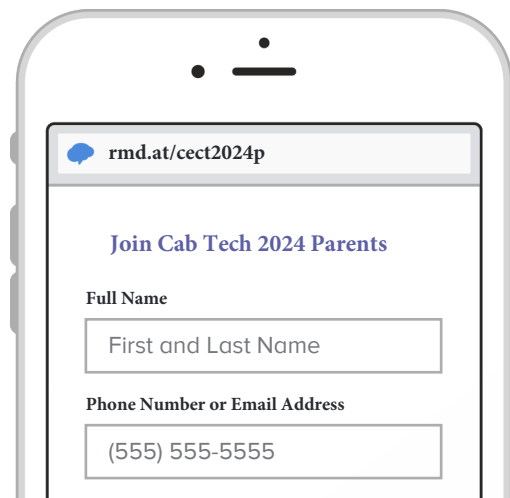 rmd.at/cect2024p
Join Cab Tech 2024 Parents
Full Name
First and Last Name
Phone Number or Email Address
(555) 555-5555